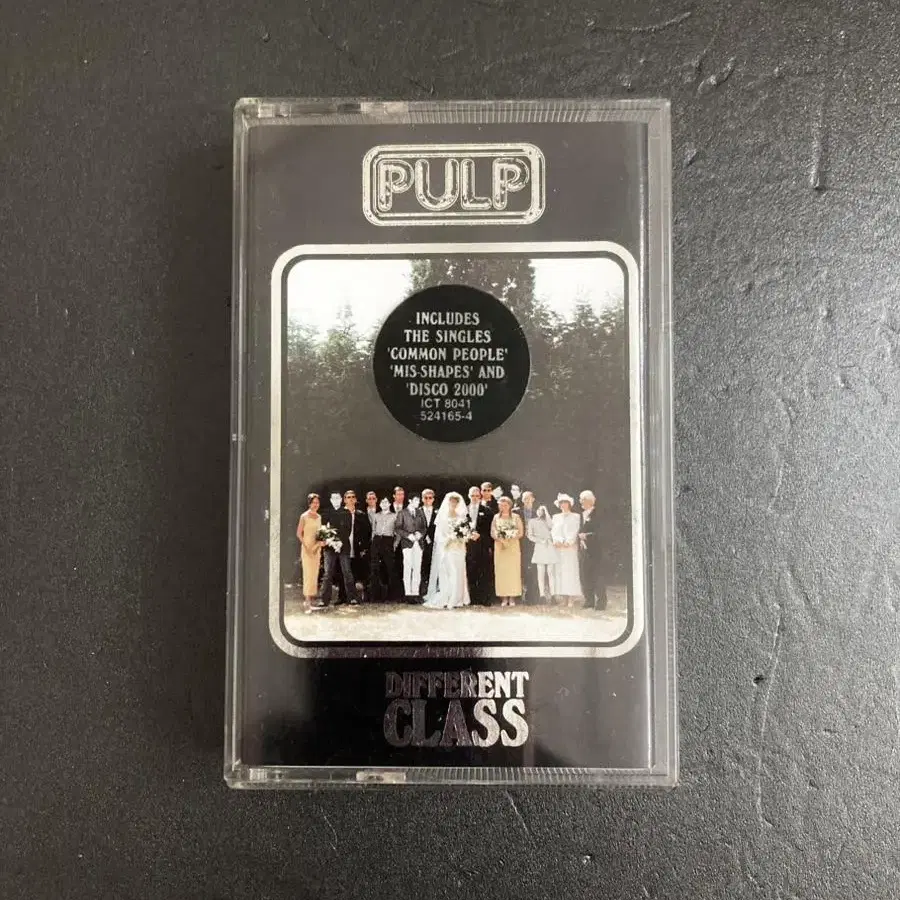 PULP
INCLUDES
THE SINGLES
'COMMON PEOPLE'
'MIS-SHAPES' AND
'DISCO 2000'
ICT 8041
524165-4
DIFFERENT
CLASS